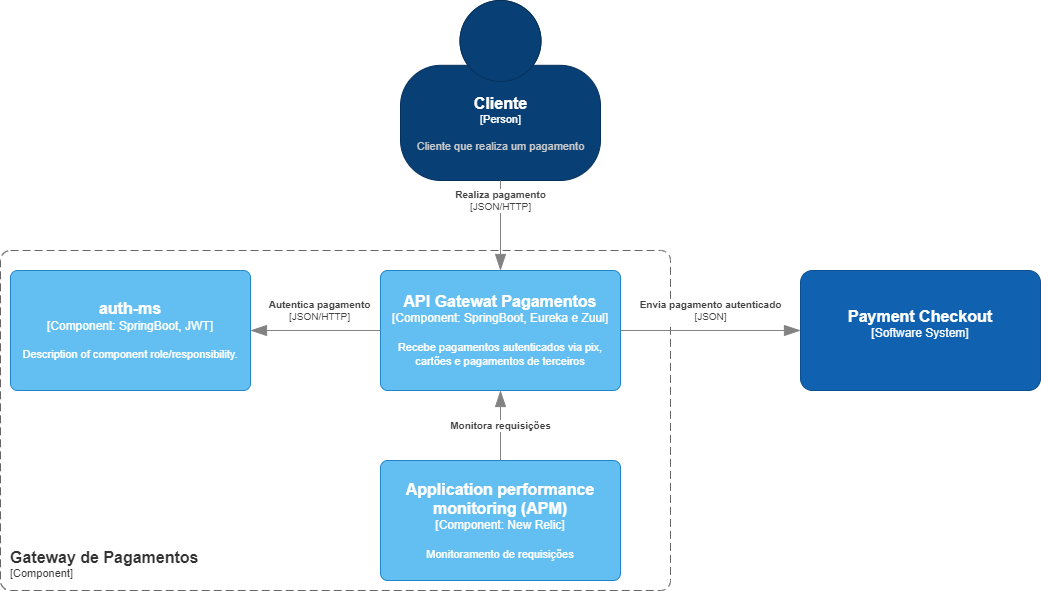 Cliente
[Person]
Cliente que realiza um pagamento
Realiza pagamento
[JSON/HTTP]
auth-ms
[Component: SpringBoot, JWT]
Description of component role/responsibility.
Autentica pagamento
[JSON/HTTP]
API Gatewat Pagamentos
[Component: SpringBoot, Eureka e Zuul]
Recebe pagamentos autenticados via pix,
cartões e pagamentos de terceiros
Envia pagamento autenticado
[JSON]
Payment Checkout
[Software System]
Monitora requisições
Application performance
monitoring (APM)
[Component: New Relic]
Monitoramento de requisições
Gateway de Pagamentos
[Component]